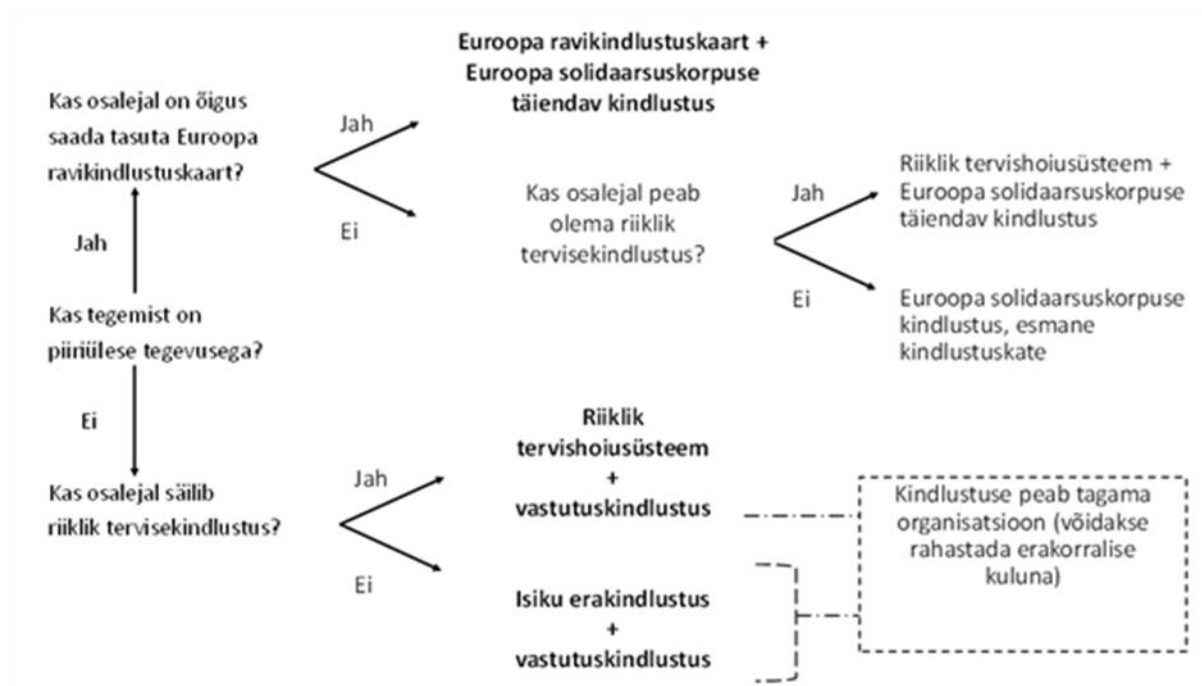 Euroopa ravikindlustuskaart +
Euroopa solidaarsuskorpuse
täiendav kindlustus
Kas osalejal on õigus
saada tasuta Euroopa
ravikindlustuskaart?
Jah
Ei
Kas osalejal peab
olema riiklik
tervisekindlustus?
Jah
Riiklik tervishoiusüsteem +
Euroopa solidaarsuskorpuse
täiendav kindlustus
Ei
Euroopa solidaarsuskorpuse
kindlustus, esmane
kindlustuskate
Jah
Kas tegemist on
piiriülese tegevusega?
Ei
Kas osalejal säilib
riiklik tervisekindlustus?
Jah
Riiklik
tervishoiusüsteem
+
vastutuskindlustus
Ei
Isiku erakindlustus
+
vastutuskindlustus
Kindlustuse peab tagama
organisatsioon (võidakse
rahastada erakorralise
kuluna)